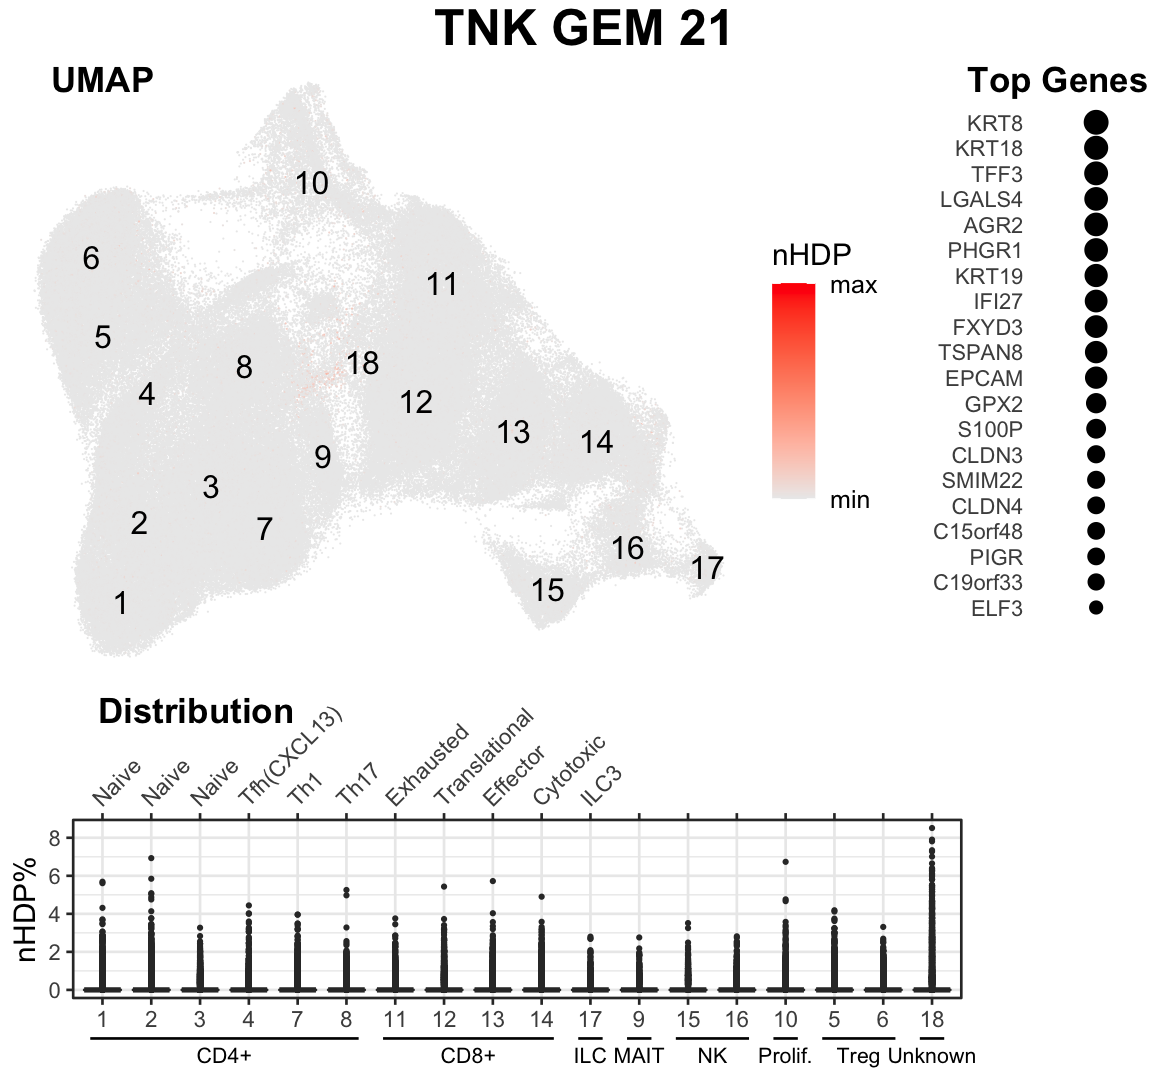 TNK GEM 21
UMAP
10
6
11
5
8
18
4
12
13
14
9
3
2
7
16
17
15
1
nHDP
max
min
Top Genes
KRT8
KRT18
TFF3
LGALS4
AGR2
PHGR1
KRT19
IFI27
FXYD3
TSPAN8
EPCAM
GPX2
S100P
CLDN3
SMIM22
CLDN4
C15orf48
PIGR
C19orf33
ELF3
Distribution
Naive Naive Naive Tfh(CXCL13) Th1 Th17 Exhausted Translational Effector Cytotoxic ILC3
nHDP%
8
6
4
2
0
1 2 3 4 7 8 11 12 13 14 17 9 15 16 10 5 6 18
CD4+ CD8+ ILC MAIT NK Prolif. Treg Unknown